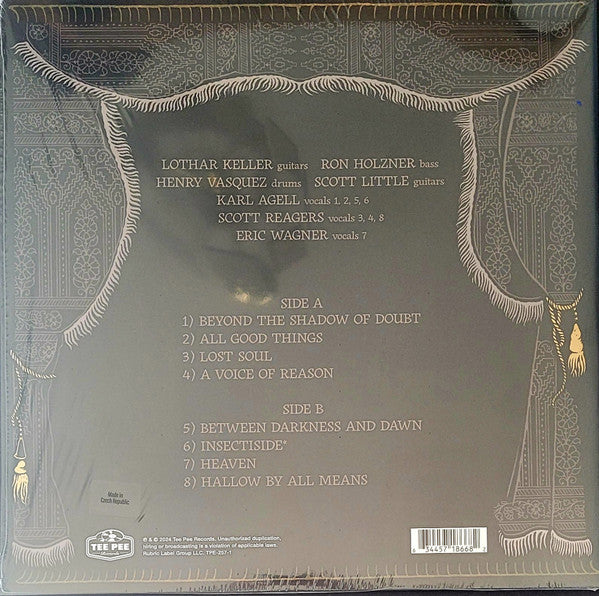 LOTHAR KELLER guitars RON HOLZNER bass
HENRY VASQUEZ drums SCOTT LITTLE guitars
KARL AGELL vocals 1, 2, 5, 6
SCOTT REAGERS vocals 3, 4, 8
ERIC WAGNER vocals 7
SIDE A
1) BEYOND THE SHADOW OF DOUBT
2) ALL GOOD THINGS
3) LOST SOUL
4) A VOICE OF REASON
SIDE B
5) BETWEEN DARKNESS AND DAWN
6) INSECTISIDE*
7) HEAVEN
8) HALLOW BY ALL MEANS
Made in
Czech Republic
TEE PEE
℗ & © 2024 Tee Pee Records. Unauthorized duplication,
hiring or broadcasting is a violation of applicable laws.
Rubric Label Group LLC. TPE-257-1
6 34457 18668 2